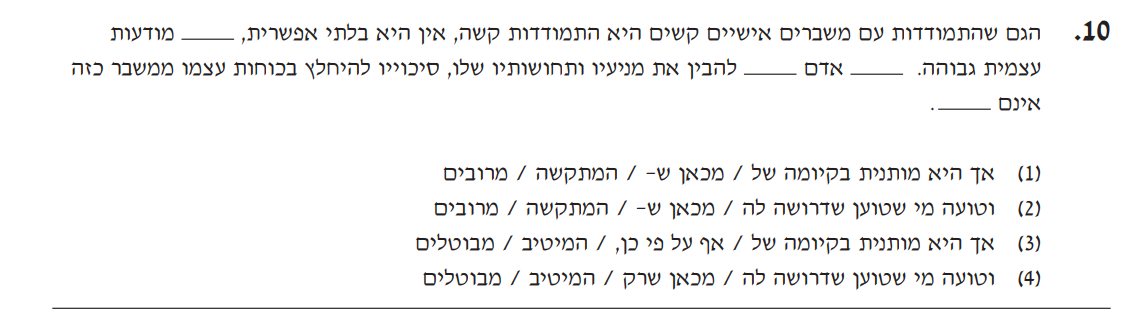 10. הגם שהתמודדות עם משברים אישיים קשים היא התמודדות קשה, אין היא בלתי אפשרית, _____ מודעות
עצמית גבוהה. _____ אדם _____ להבין את מניעיו ותחושותיו שלו, סיכוייו להיחלץ בכוחות עצמו ממשבר כזה
אינם _____.
(1) אך היא מותנית בקיומה של / מכאן ש- / המתקשה / מרובים
(2) וטועה מי שטוען שדרושה לה / מכאן ש- / המתקשה / מרובים
(3) אך היא מותנית בקיומה של / אף על פי כן, / המיטיב / מבוטלים
(4) וטועה מי שטוען שדרושה לה / מכאן שרק / המיטיב / מבוטלים